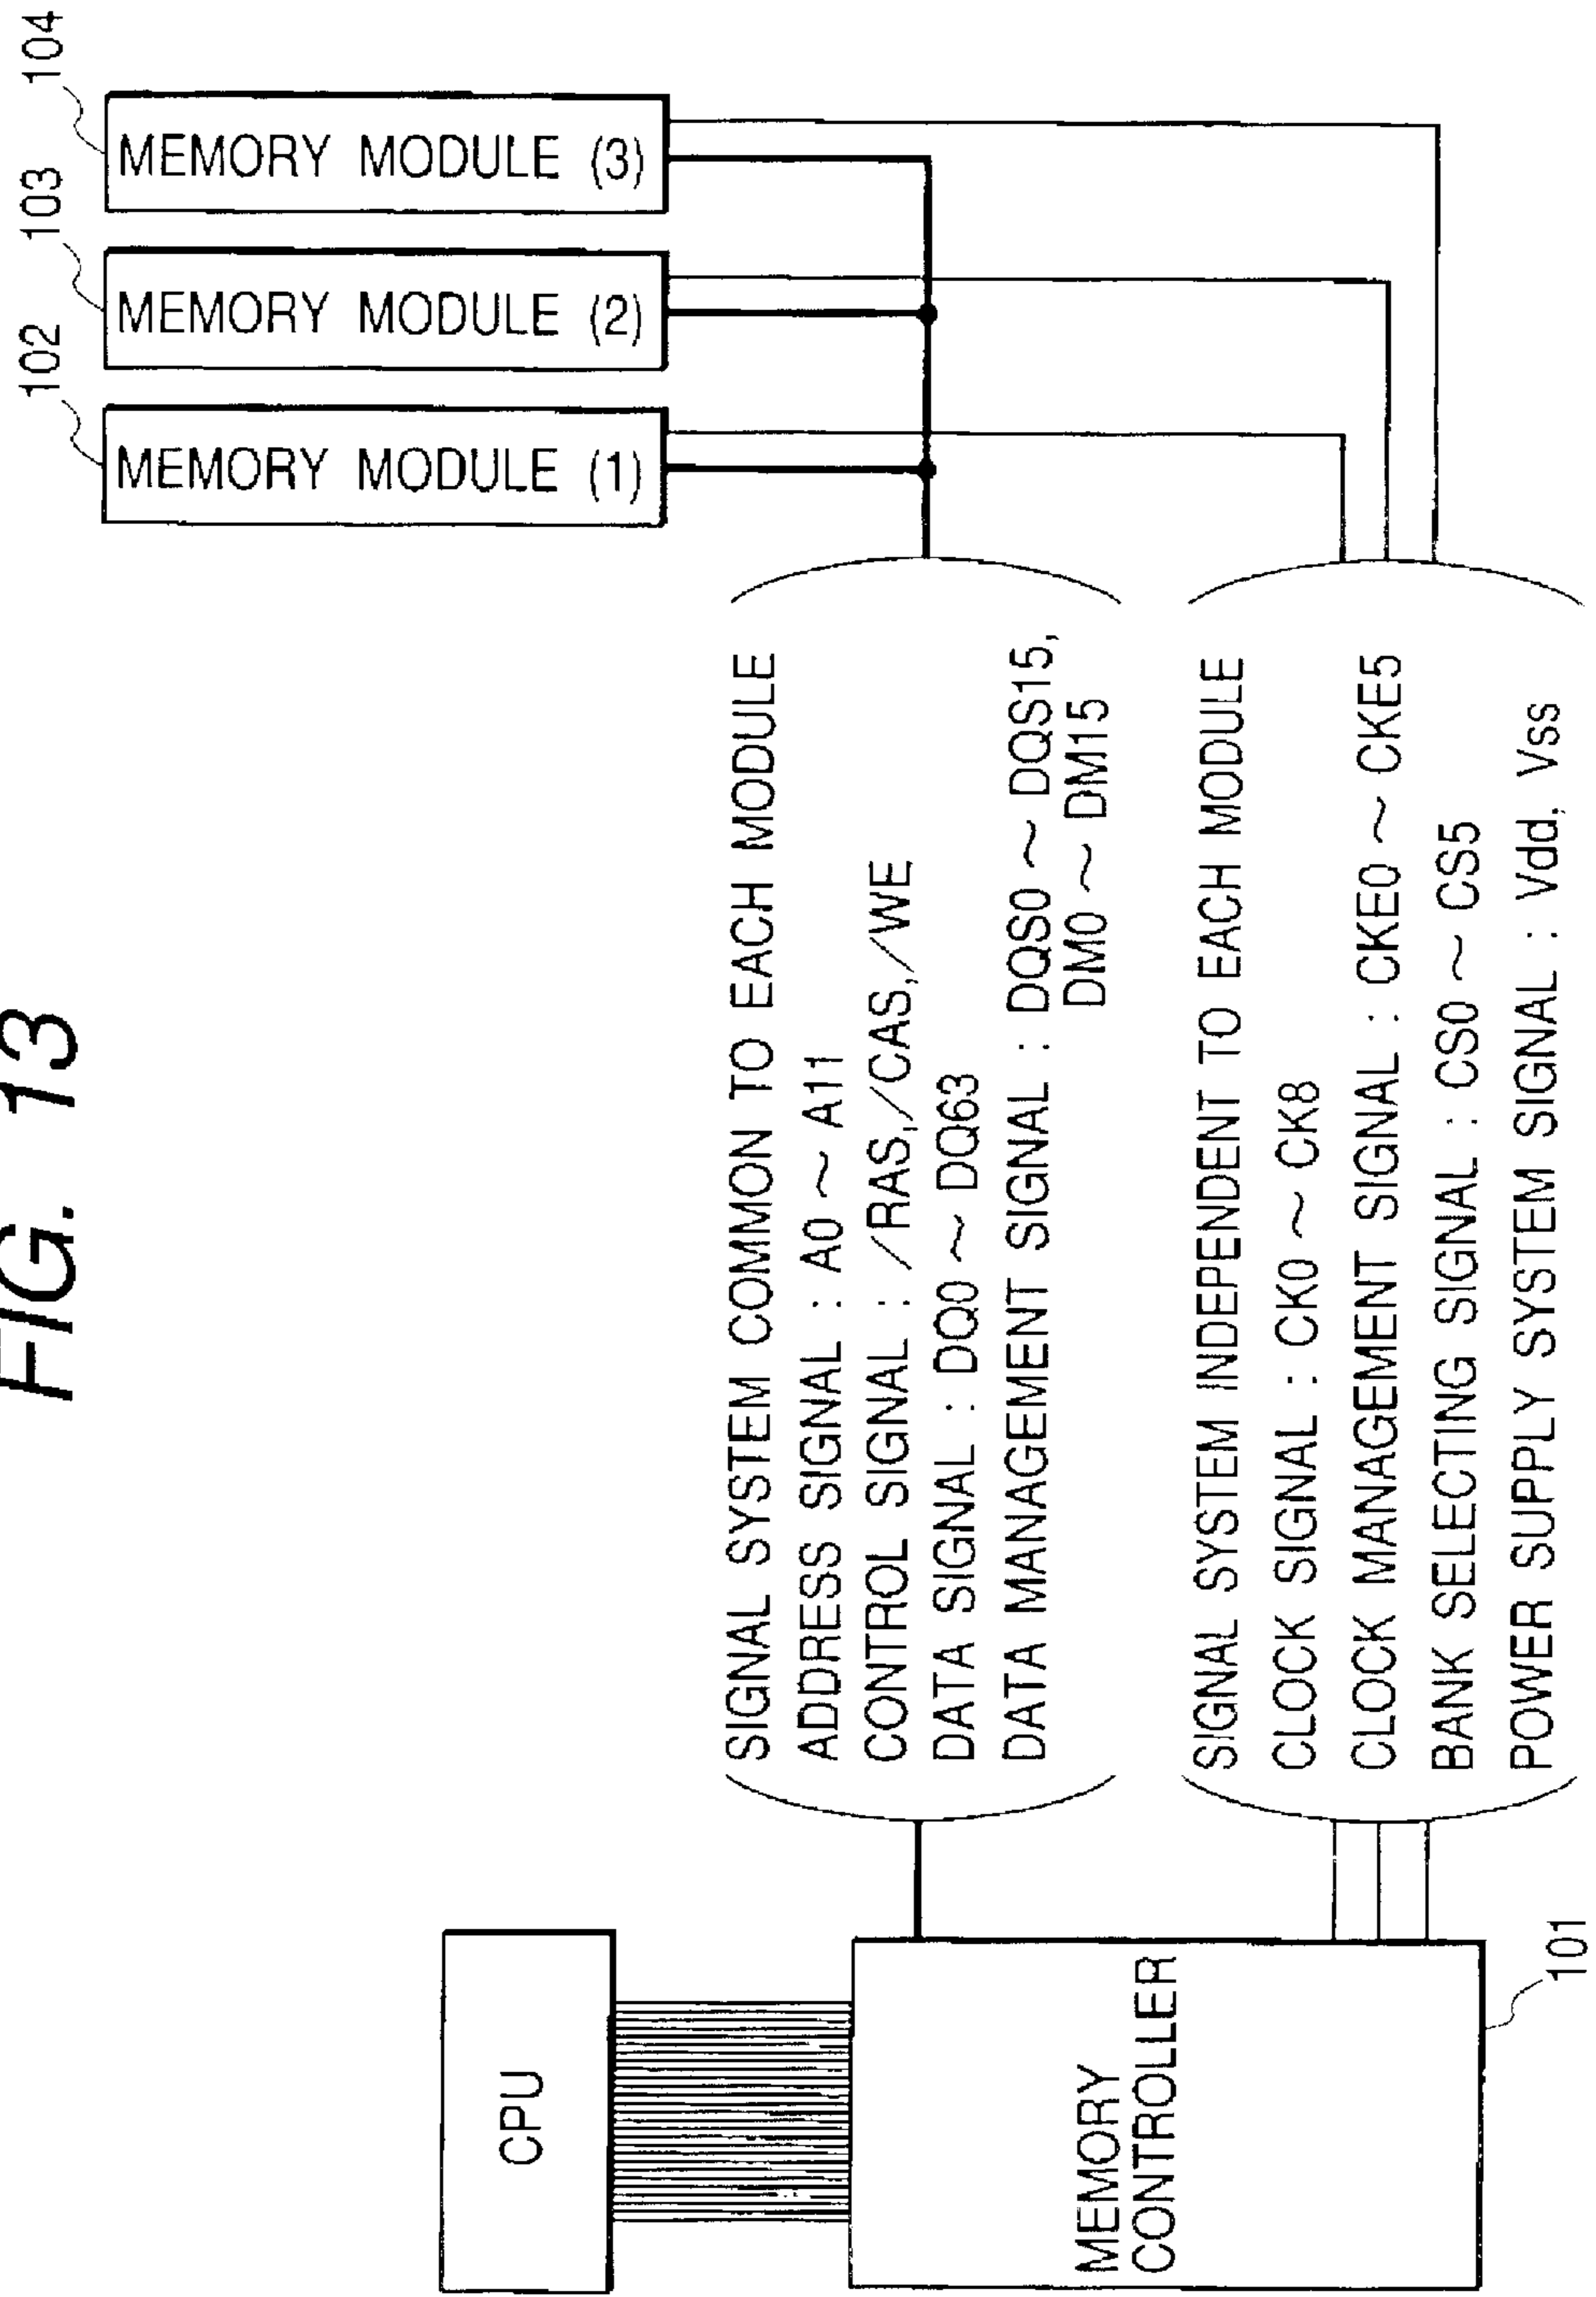 FIG. 13
CPU
MEMORY
CONTROLLER
101
SIGNAL SYSTEM COMMON TO EACH MODULE
ADDRESS SIGNAL : A0 ~ A11
CONTROL SIGNAL : /RAS,/CAS,/WE
DATA SIGNAL : DQ0 ~ DQ63
DATA MANAGEMENT SIGNAL : DQS0 ~ DQS15,
DM0 ~ DM15
SIGNAL SYSTEM INDEPENDENT TO EACH MODULE
CLOCK SIGNAL : CK0 ~ CK8
CLOCK MANAGEMENT SIGNAL : CKE0 ~ CKE5
BANK SELECTING SIGNAL : CS0 ~ CS5
POWER SUPPLY SYSTEM SIGNAL : Vdd, Vss
102
MEMORY MODULE (1)
103
MEMORY MODULE (2)
104
MEMORY MODULE (3)